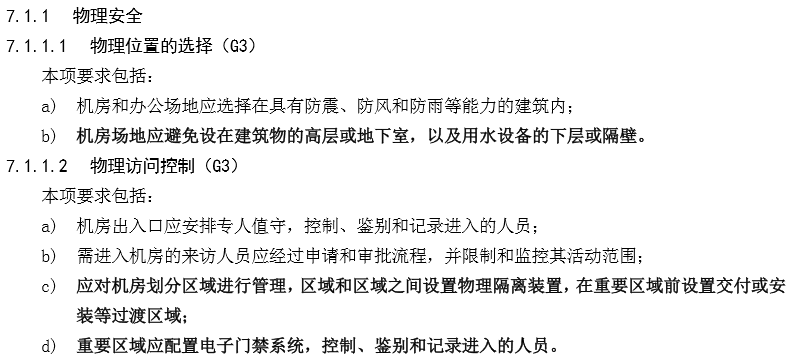 7.1.1 物理安全
7.1.1.1 物理位置的选择（G3）
本项要求包括：
a) 机房和办公场地应选择在具有防震、防风和防雨等能力的建筑内；
b) 机房场地应避免设在建筑物的高层或地下室，以及用水设备的下层或隔壁。
7.1.1.2 物理访问控制（G3）
本项要求包括：
a) 机房出入口应安排专人值守，控制、鉴别和记录进入的人员；
b) 需进入机房的来访人员应经过申请和审批流程，并限制和监控其活动范围；
c) 应对机房划分区域进行管理，区域和区域之间设置物理隔离装置，在重要区域前设置交付或安
装等过渡区域；
d) 重要区域应配置电子门禁系统，控制、鉴别和记录进入的人员。